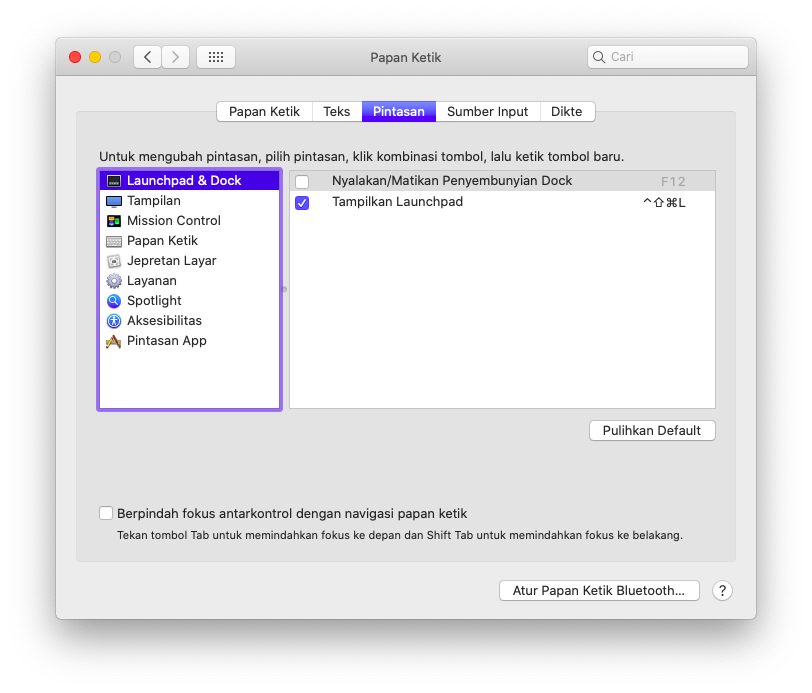 Papan Ketik
Cari
Papan Ketik Teks Pintasan Sumber Input Dikte
Untuk mengubah pintasan, pilih pintasan, klik kombinasi tombol, lalu ketik tombol baru.
Launchpad & Dock
Tampilan
Mission Control
Papan Ketik
Jepretan Layar
Layanan
Spotlight
Aksesibilitas
Pintasan App
Nyalakan/Matikan Penyembunyian Dock F12
Tampilkan Launchpad ^⇧⌘L
Pulihkan Default
Berpindah fokus antarkontrol dengan navigasi papan ketik
Tekan tombol Tab untuk memindahkan fokus ke depan dan Shift Tab untuk memindahkan fokus ke belakang.
Atur Papan Ketik Bluetooth... ?